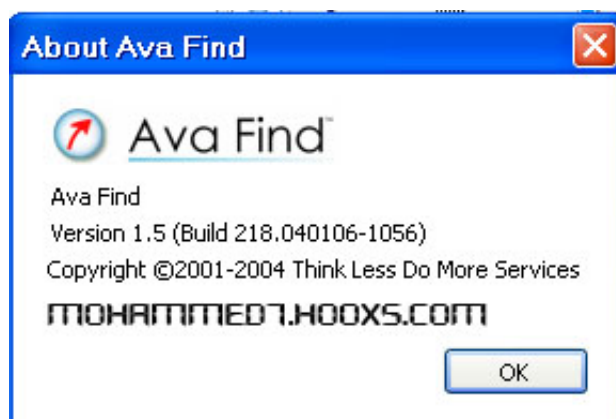 About Ava Find
Ava Find™
Ava Find
Version 1.5 (Build 218.040106-1056)
Copyright ©2001-2004 Think Less Do More Services
MOHAMMED7.HOOXS.COM
OK